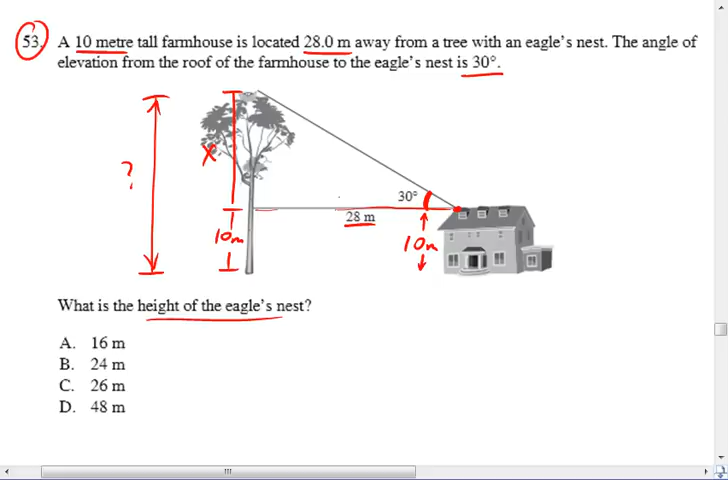 53. A 10 metre tall farmhouse is located 28.0 m away from a tree with an eagle's nest. The angle of
elevation from the roof of the farmhouse to the eagle's nest is 30°.
?
x
30°
28 m
10m
10m
What is the height of the eagle's nest?
A. 16 m
B. 24 m
C. 26 m
D. 48 m